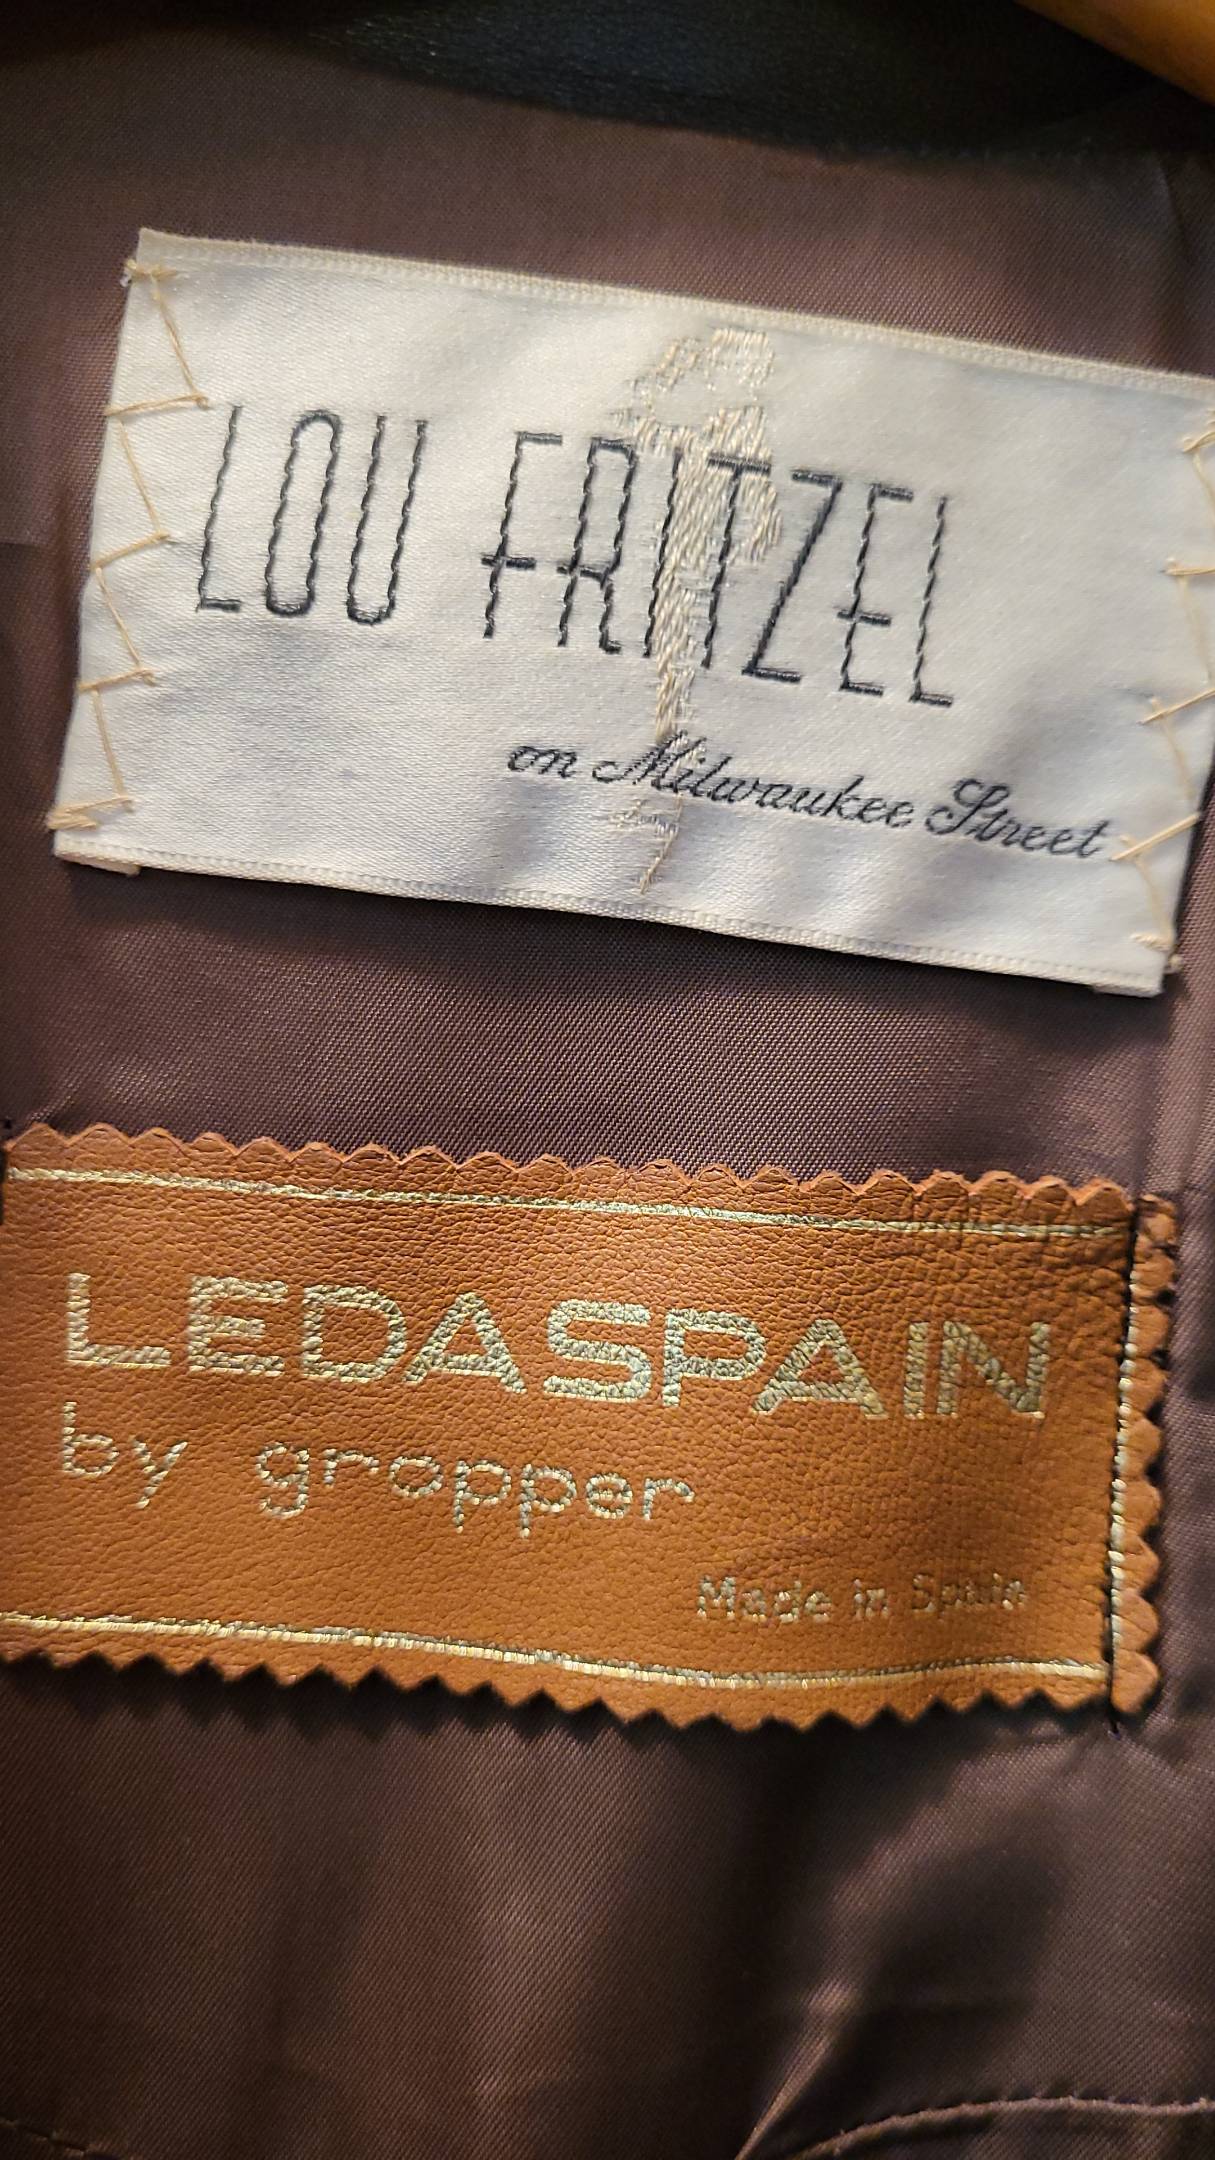 LOU FRITZEL
on Milwaukee Street
LEDASPAIN
by gropper
Made in Spain